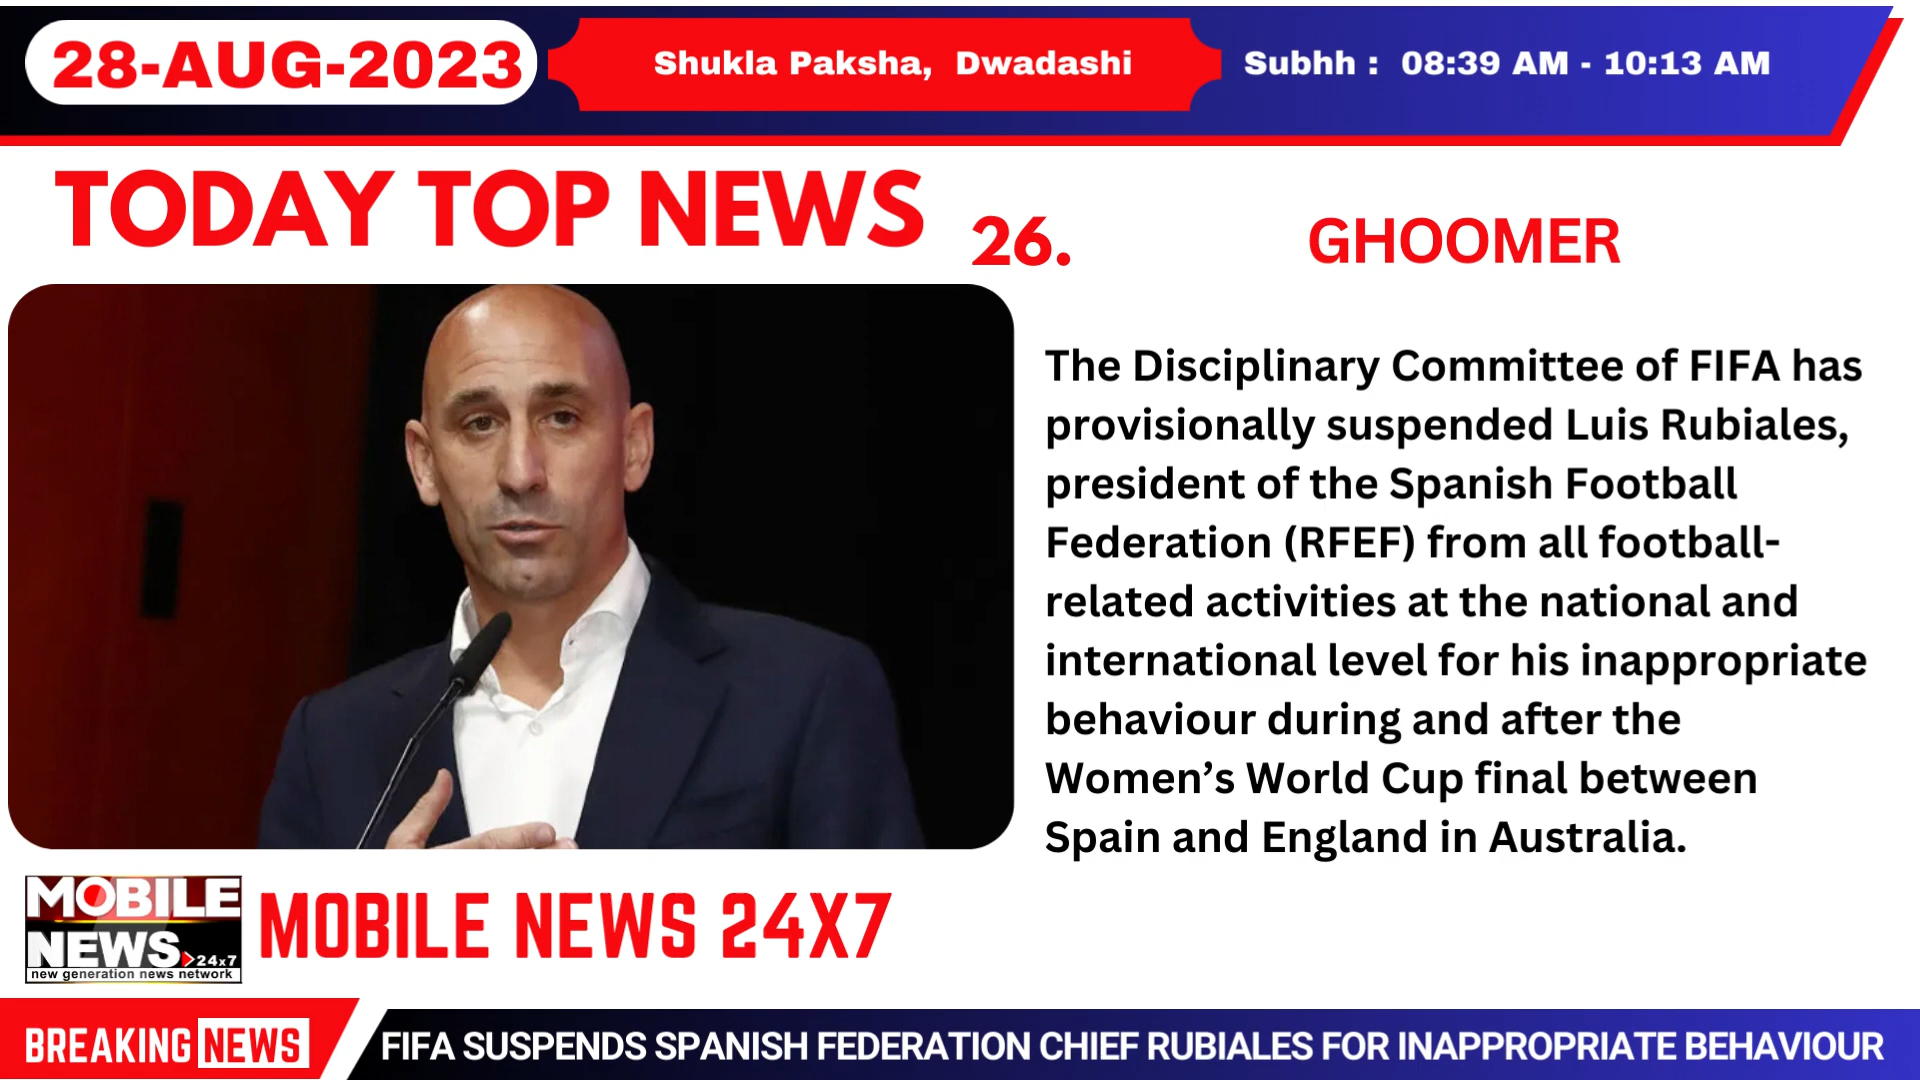 28-AUG-2023
Shukla Paksha, Dwadashi
Subhh : 08:39 AM - 10:13 AM
TODAY TOP NEWS
26.
GHOOMER
The Disciplinary Committee of FIFA has
provisionally suspended Luis Rubiales,
president of the Spanish Football
Federation (RFEF) from all football-
related activities at the national and
international level for his inappropriate
behaviour during and after the
Women’s World Cup final between
Spain and England in Australia.
MOBILE
NEWS 24x7
new generation news network
MOBILE NEWS 24X7
BREAKING NEWS
FIFA SUSPENDS SPANISH FEDERATION CHIEF RUBIALES FOR INAPPROPRIATE BEHAVIOUR